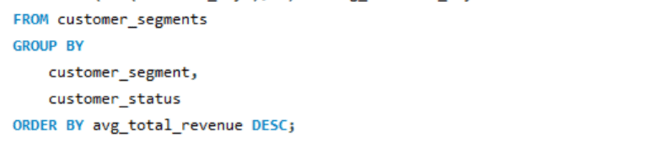 FROM customer_segments
GROUP BY
    customer_segment,
    customer_status
ORDER BY avg_total_revenue DESC;